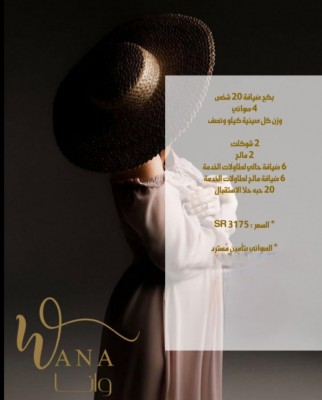 بكج ضيافة 20 شخص
4 صواني
وزن كل صينية كيلو ونصف
2 شوكلت
2 مالح
6 ضيافة حالي لطاولات الخدمة
6 ضيافة مالح لطاولات الخدمة
20 حبه حلا الاستقبال
* السعر : 3175 SR
* الصواني بتأمين مسترد
WANA
وانا